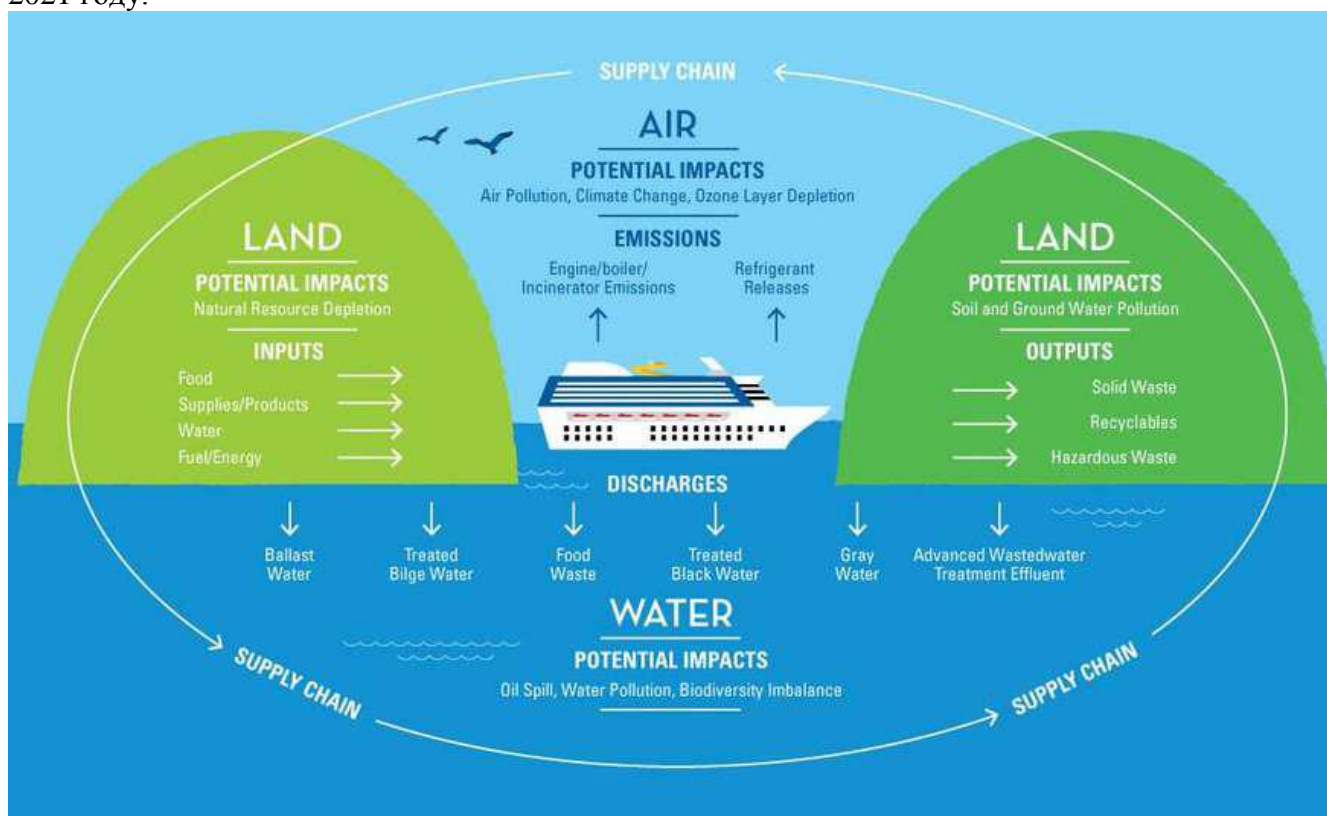 2021 году.
SUPPLY CHAIN
AIR
POTENTIAL IMPACTS
Air Pollution, Climate Change, Ozone Layer Depletion
EMISSIONS
Engine/boiler/
Incinerator Emissions
Refrigerant
Releases
LAND
POTENTIAL IMPACTS
Natural Resource Depletion
INPUTS
Food
Supplies/Products
Water
Fuel/Energy
LAND
POTENTIAL IMPACTS
Soil and Ground Water Pollution
OUTPUTS
Solid Waste
Recyclables
Hazardous Waste
DISCHARGES
Ballast
Water
Treated
Bilge Water
Food
Waste
Treated
Black Water
Gray
Water
Advanced Wastedwater
Treatment Effluent
WATER
POTENTIAL IMPACTS
Oil Spill, Water Pollution, Biodiversity Imbalance
SUPPLY CHAIN
SUPPLY CHAIN